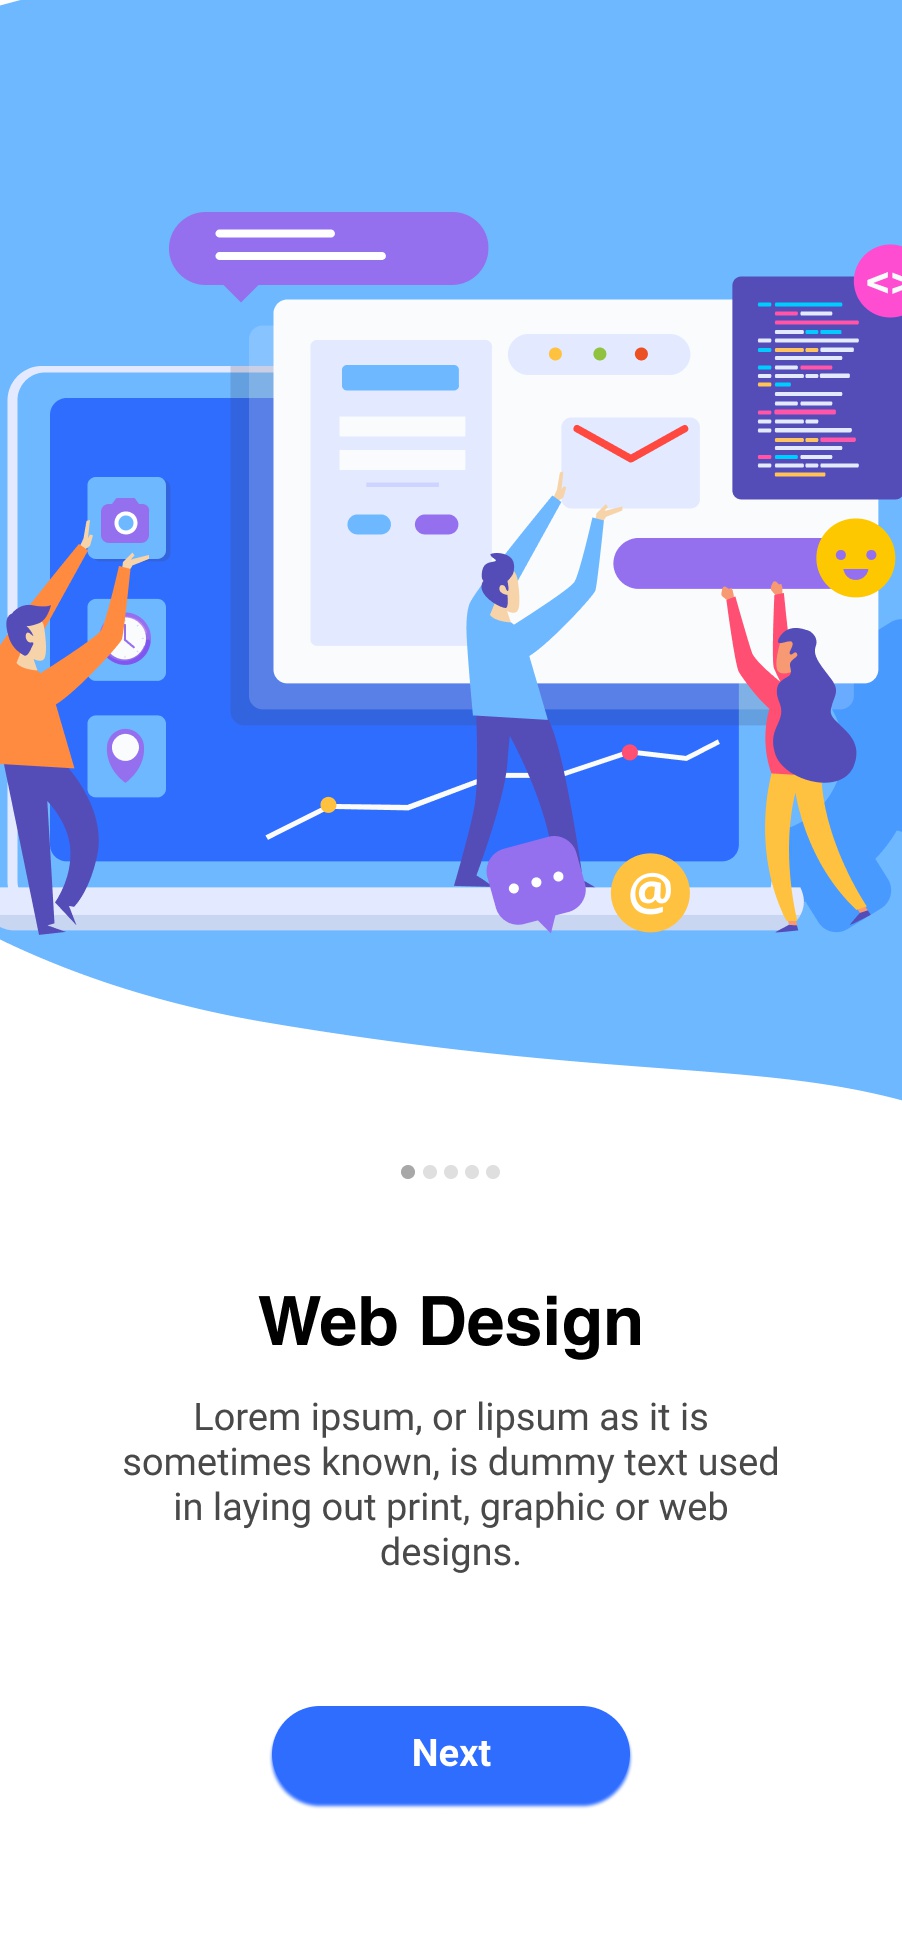 <>
@
Web Design
Lorem ipsum, or lipsum as it is
sometimes known, is dummy text used
in laying out print, graphic or web
designs.
Next